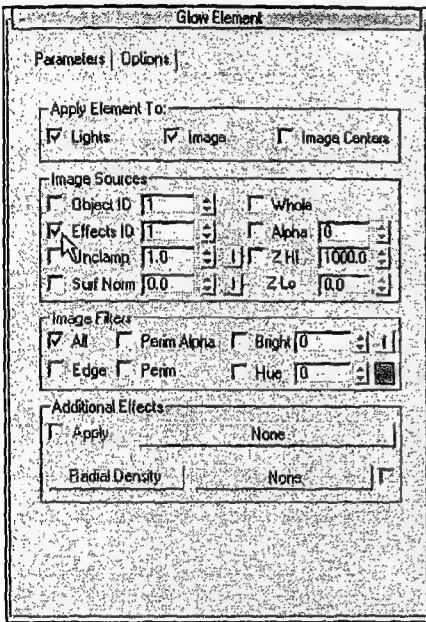 Glow Element
Parameters Options
Apply Element To:
Lights Image Image Centers
Image Sources
Object ID 1 Whole
Effects ID 1 Alpha 0
Unclamp 1.0 ! Z Hi 1000.0
Surf Norm 0.0 ! Z Lo 0.0
Image Filters
All Perim Alpha Bright 0 !
Edge Perim Hue 0
Additional Effects
Apply None
Radial Density None